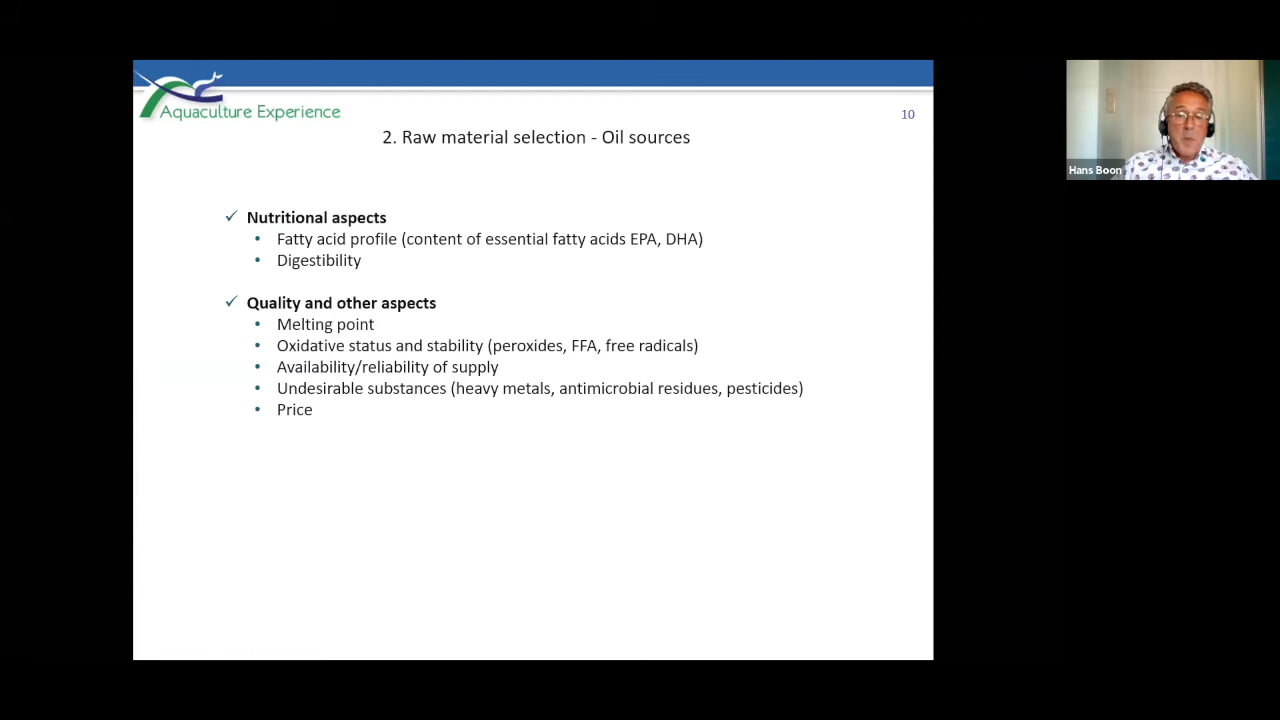 Aquaculture Experience
10
2. Raw material selection - Oil sources
✓ Nutritional aspects
• Fatty acid profile (content of essential fatty acids EPA, DHA)
• Digestibility
✓ Quality and other aspects
• Melting point
• Oxidative status and stability (peroxides, FFA, free radicals)
• Availability/reliability of supply
• Undesirable substances (heavy metals, antimicrobial residues, pesticides)
• Price
Hans Boon